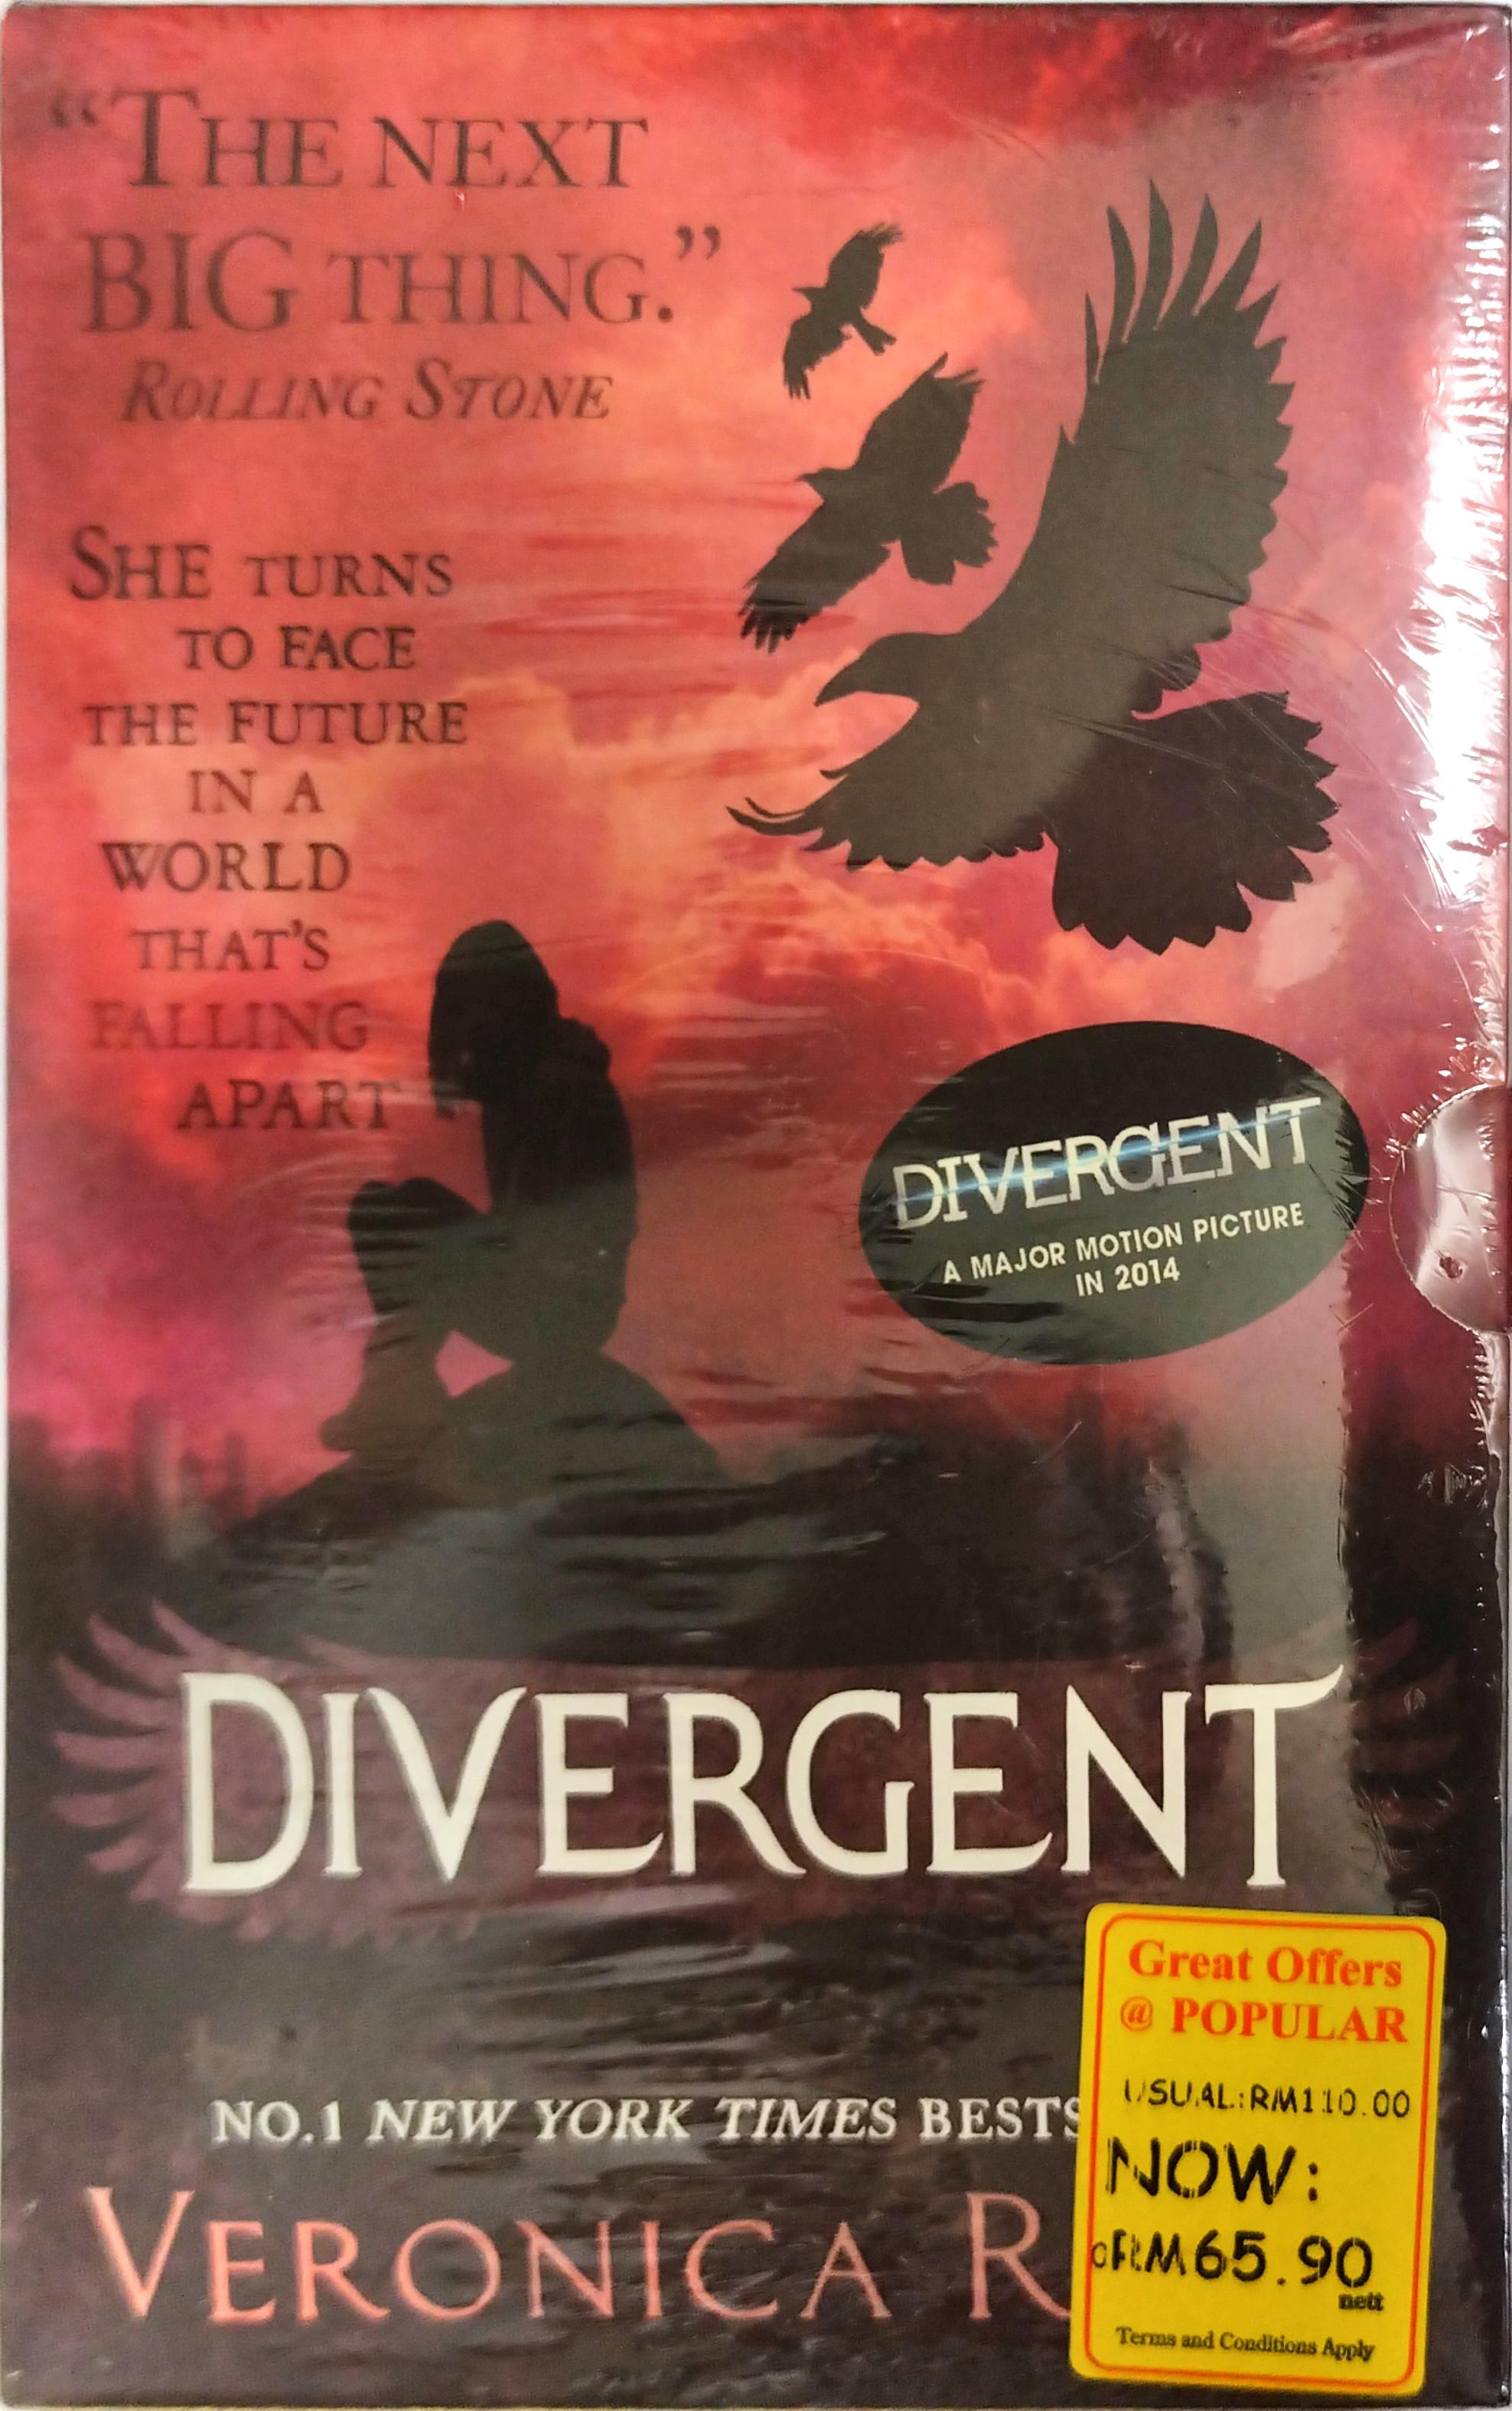 “THE NEXT
BIG THING.”
ROLLING STONE
SHE TURNS
TO FACE
THE FUTURE
IN A
WORLD
THAT'S
FALLING
APART
DIVERGENT
A MAJOR MOTION PICTURE
IN 2014
DIVERGENT
NO.1 NEW YORK TIMES BESTS
VERONICA R
Great Offers
@ POPULAR
USUAL:RM110.00
NOW:
RM65.90
nett
Terms and Conditions Apply